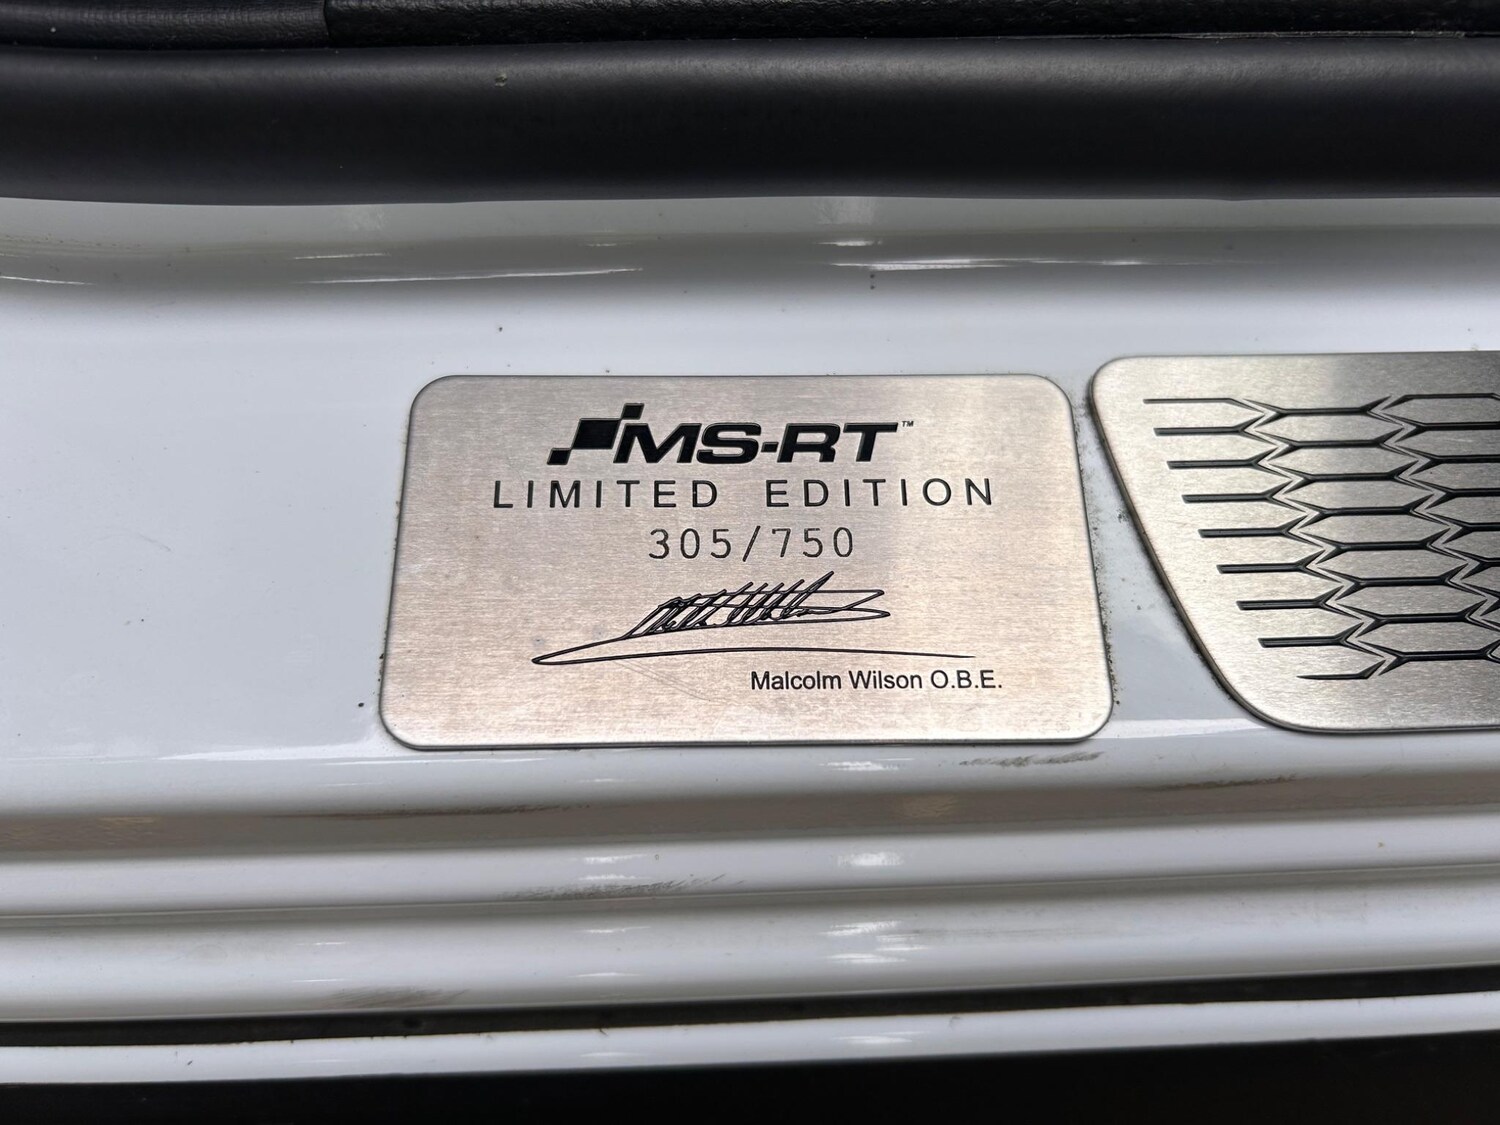 MS-RT™
LIMITED EDITION
305/750
Malcolm Wilson O.B.E.